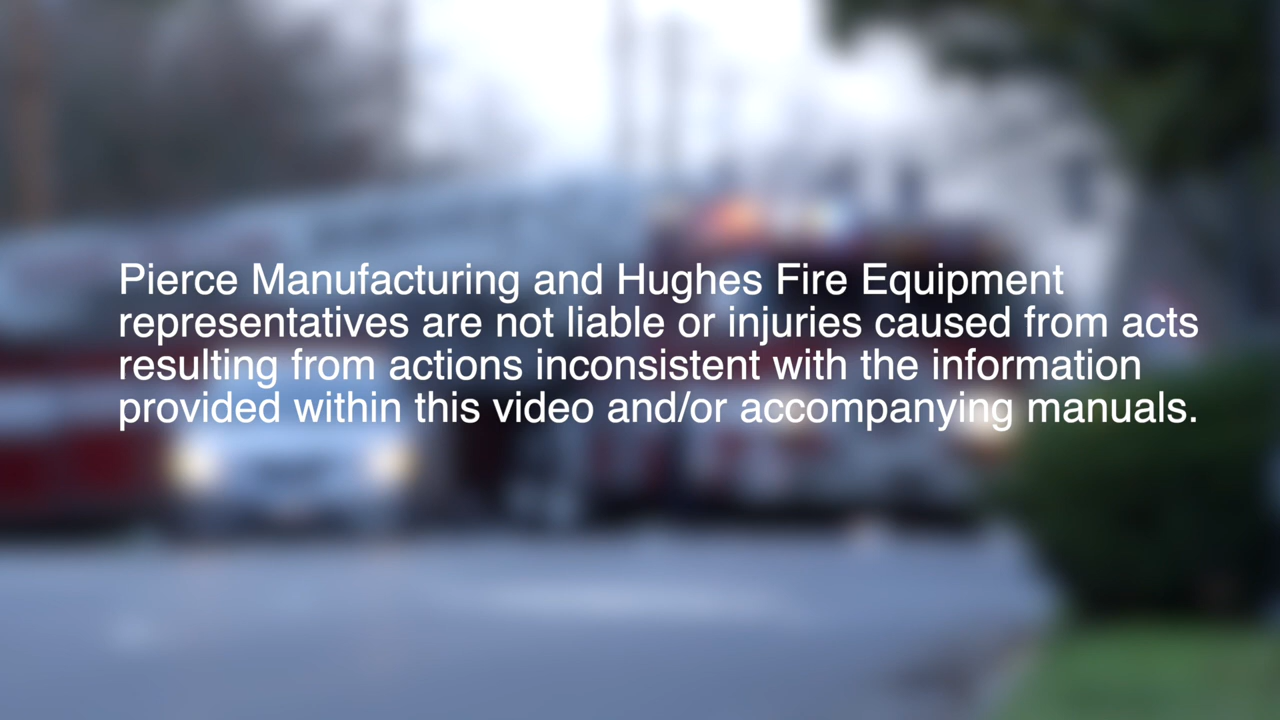 Pierce Manufacturing and Hughes Fire Equipment
representatives are not liable or injuries caused from acts
resulting from actions inconsistent with the information
provided within this video and/or accompanying manuals.